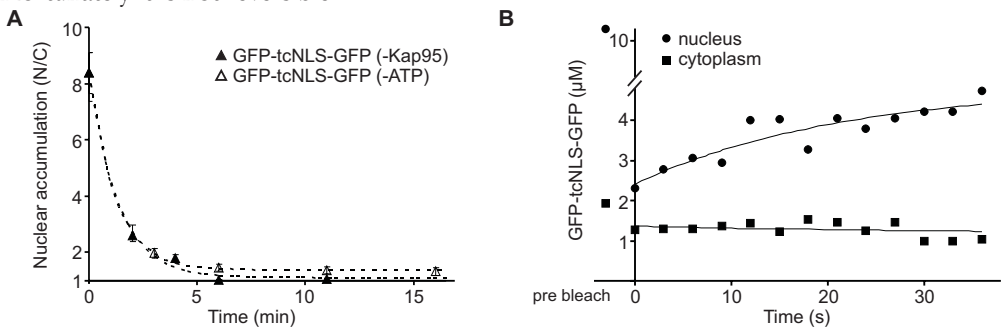 A
Nuclear accumulation (N/C)
10
8
6
4
2
1
GFP-tcNLS-GFP (-Kap95)
GFP-tcNLS-GFP (-ATP)
0
5
10
15
Time (min)
B
GFP-tcNLS-GFP (µM)
10
4
3
2
1
nucleus
cytoplasm
pre bleach
0
10
20
30
Time (s)